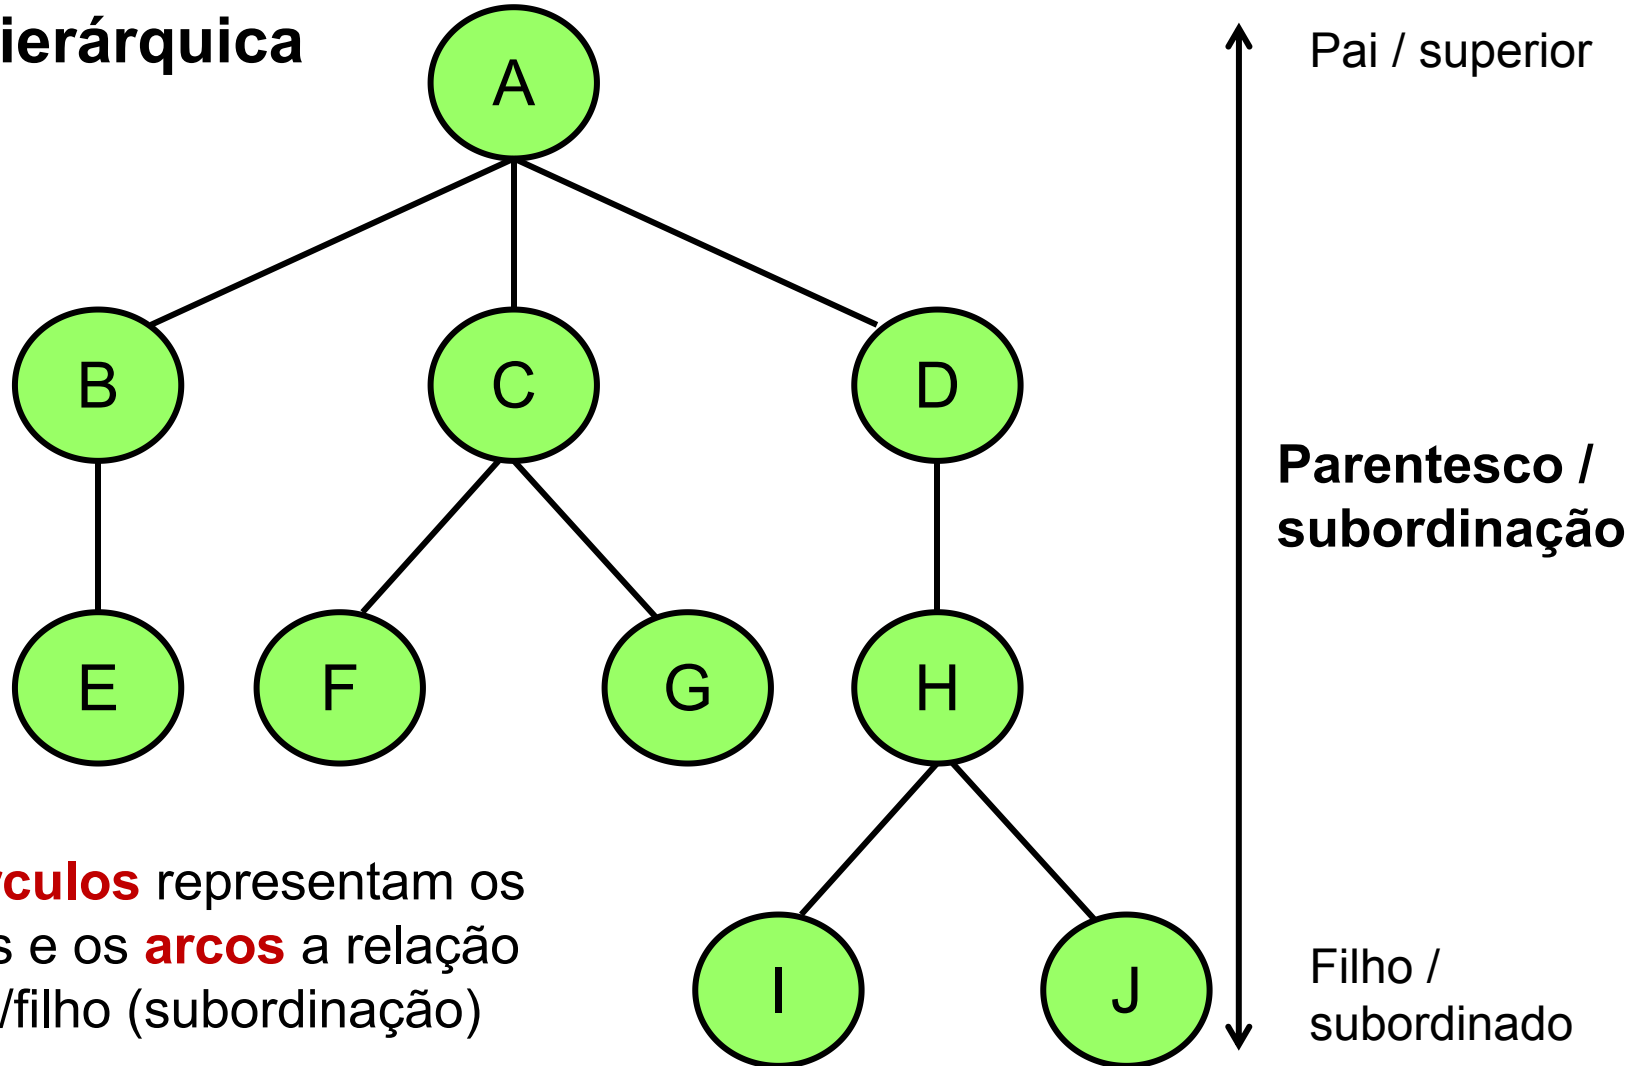 ierárquica
Pai / superior
A
B
C
D
Parentesco /
subordinação
E
F
G
H
rculos representam os
s e os arcos a relação
/filho (subordinação)
I
J
Filho /
subordinado